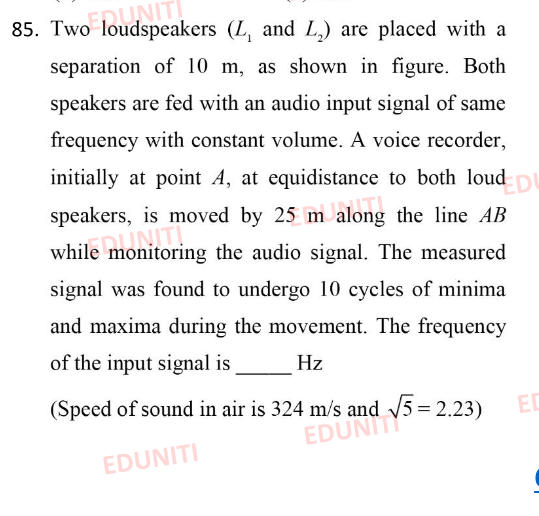 EDUNITI
85. Two loudspeakers (L₁ and L₂) are placed with a
separation of 10 m, as shown in figure. Both
speakers are fed with an audio input signal of same
frequency with constant volume. A voice recorder,
initially at point A, at equidistance to both loud
EDU
speakers, is moved by 25 m along the line AB
EDUNITI
while monitoring the audio signal. The measured
EDUNITI
signal was found to undergo 10 cycles of minima
and maxima during the movement. The frequency
of the input signal is _____ Hz
(Speed of sound in air is 324 m/s and √5 = 2.23)
EDUNITI
EDUNITI